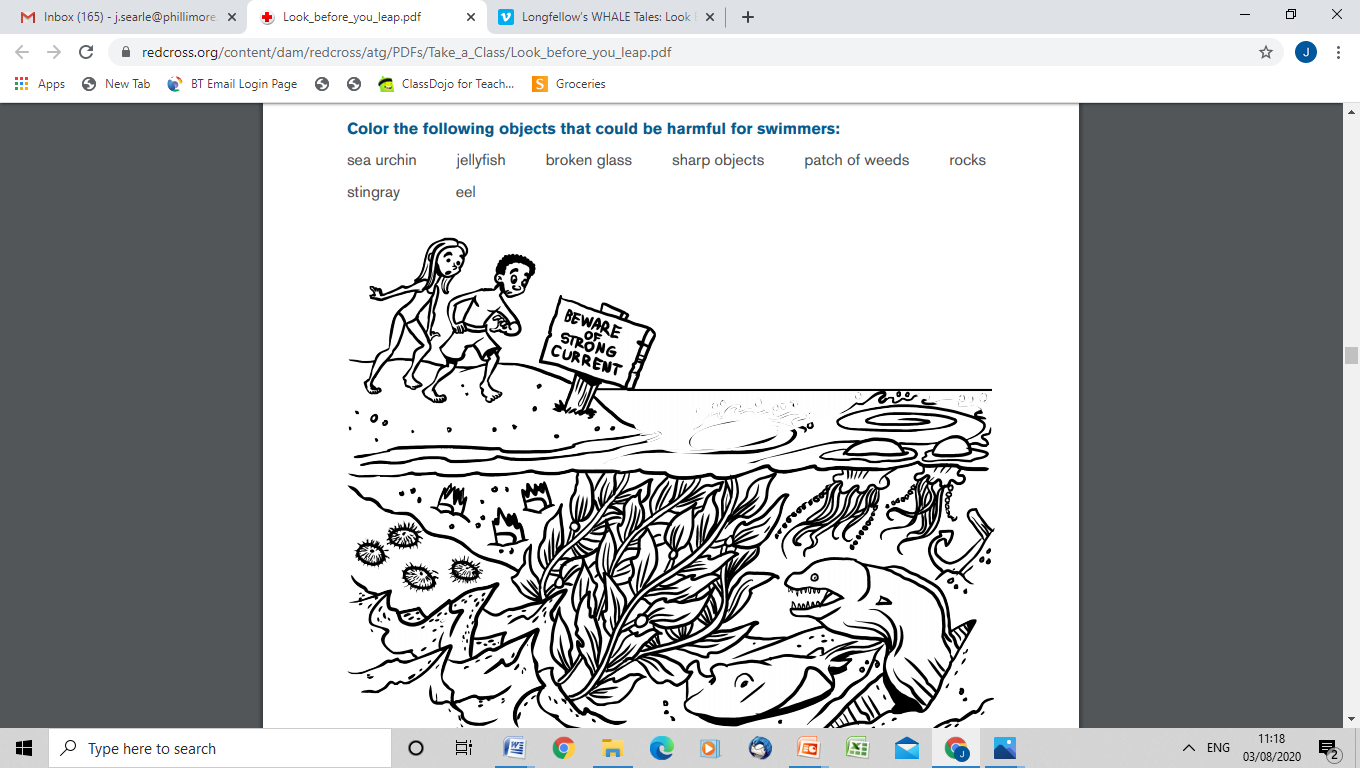 Inbox (165) - j.searle@phillimore
Look_before_you_leap.pdf
Longfellow's WHALE Tales: Look
redcross.org/content/dam/redcross/atg/PDFs/Take_a_Class/Look_before_you_leap.pdf
J
Apps
New Tab
BT Email Login Page
ClassDojo for Teach...
S Groceries
Color the following objects that could be harmful for swimmers:
sea urchin jellyfish broken glass sharp objects patch of weeds rocks
stingray eel
BEWARE
OF
STRONG
CURRENT
Type here to search
ENG
11:18
03/08/2020
2